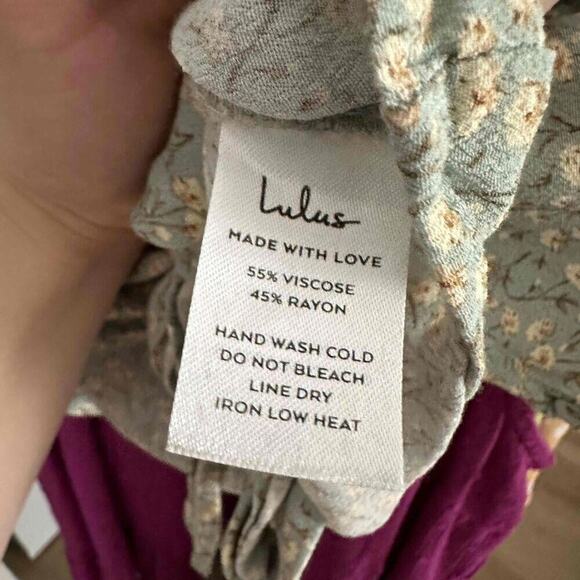 Lulus
MADE WITH LOVE
55% VISCOSE
45% RAYON
HAND WASH COLD
DO NOT BLEACH
LINE DRY
IRON LOW HEAT